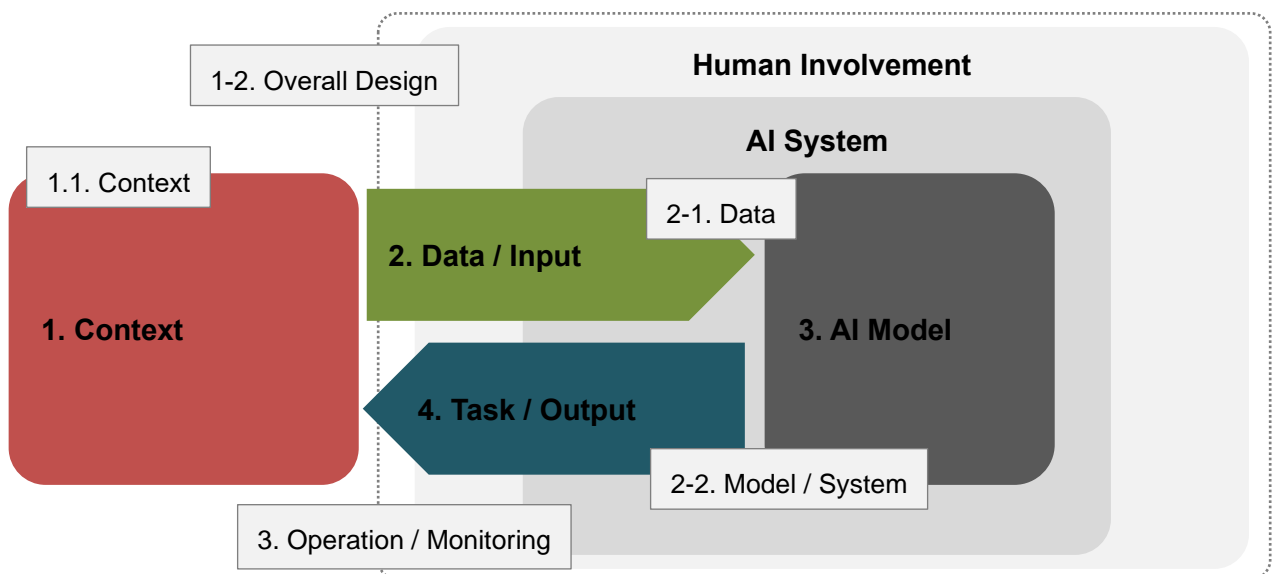 Human Involvement
1-2. Overall Design
AI System
1.1. Context
2-1. Data
2. Data / Input
1. Context
3. AI Model
4. Task / Output
2-2. Model / System
3. Operation / Monitoring